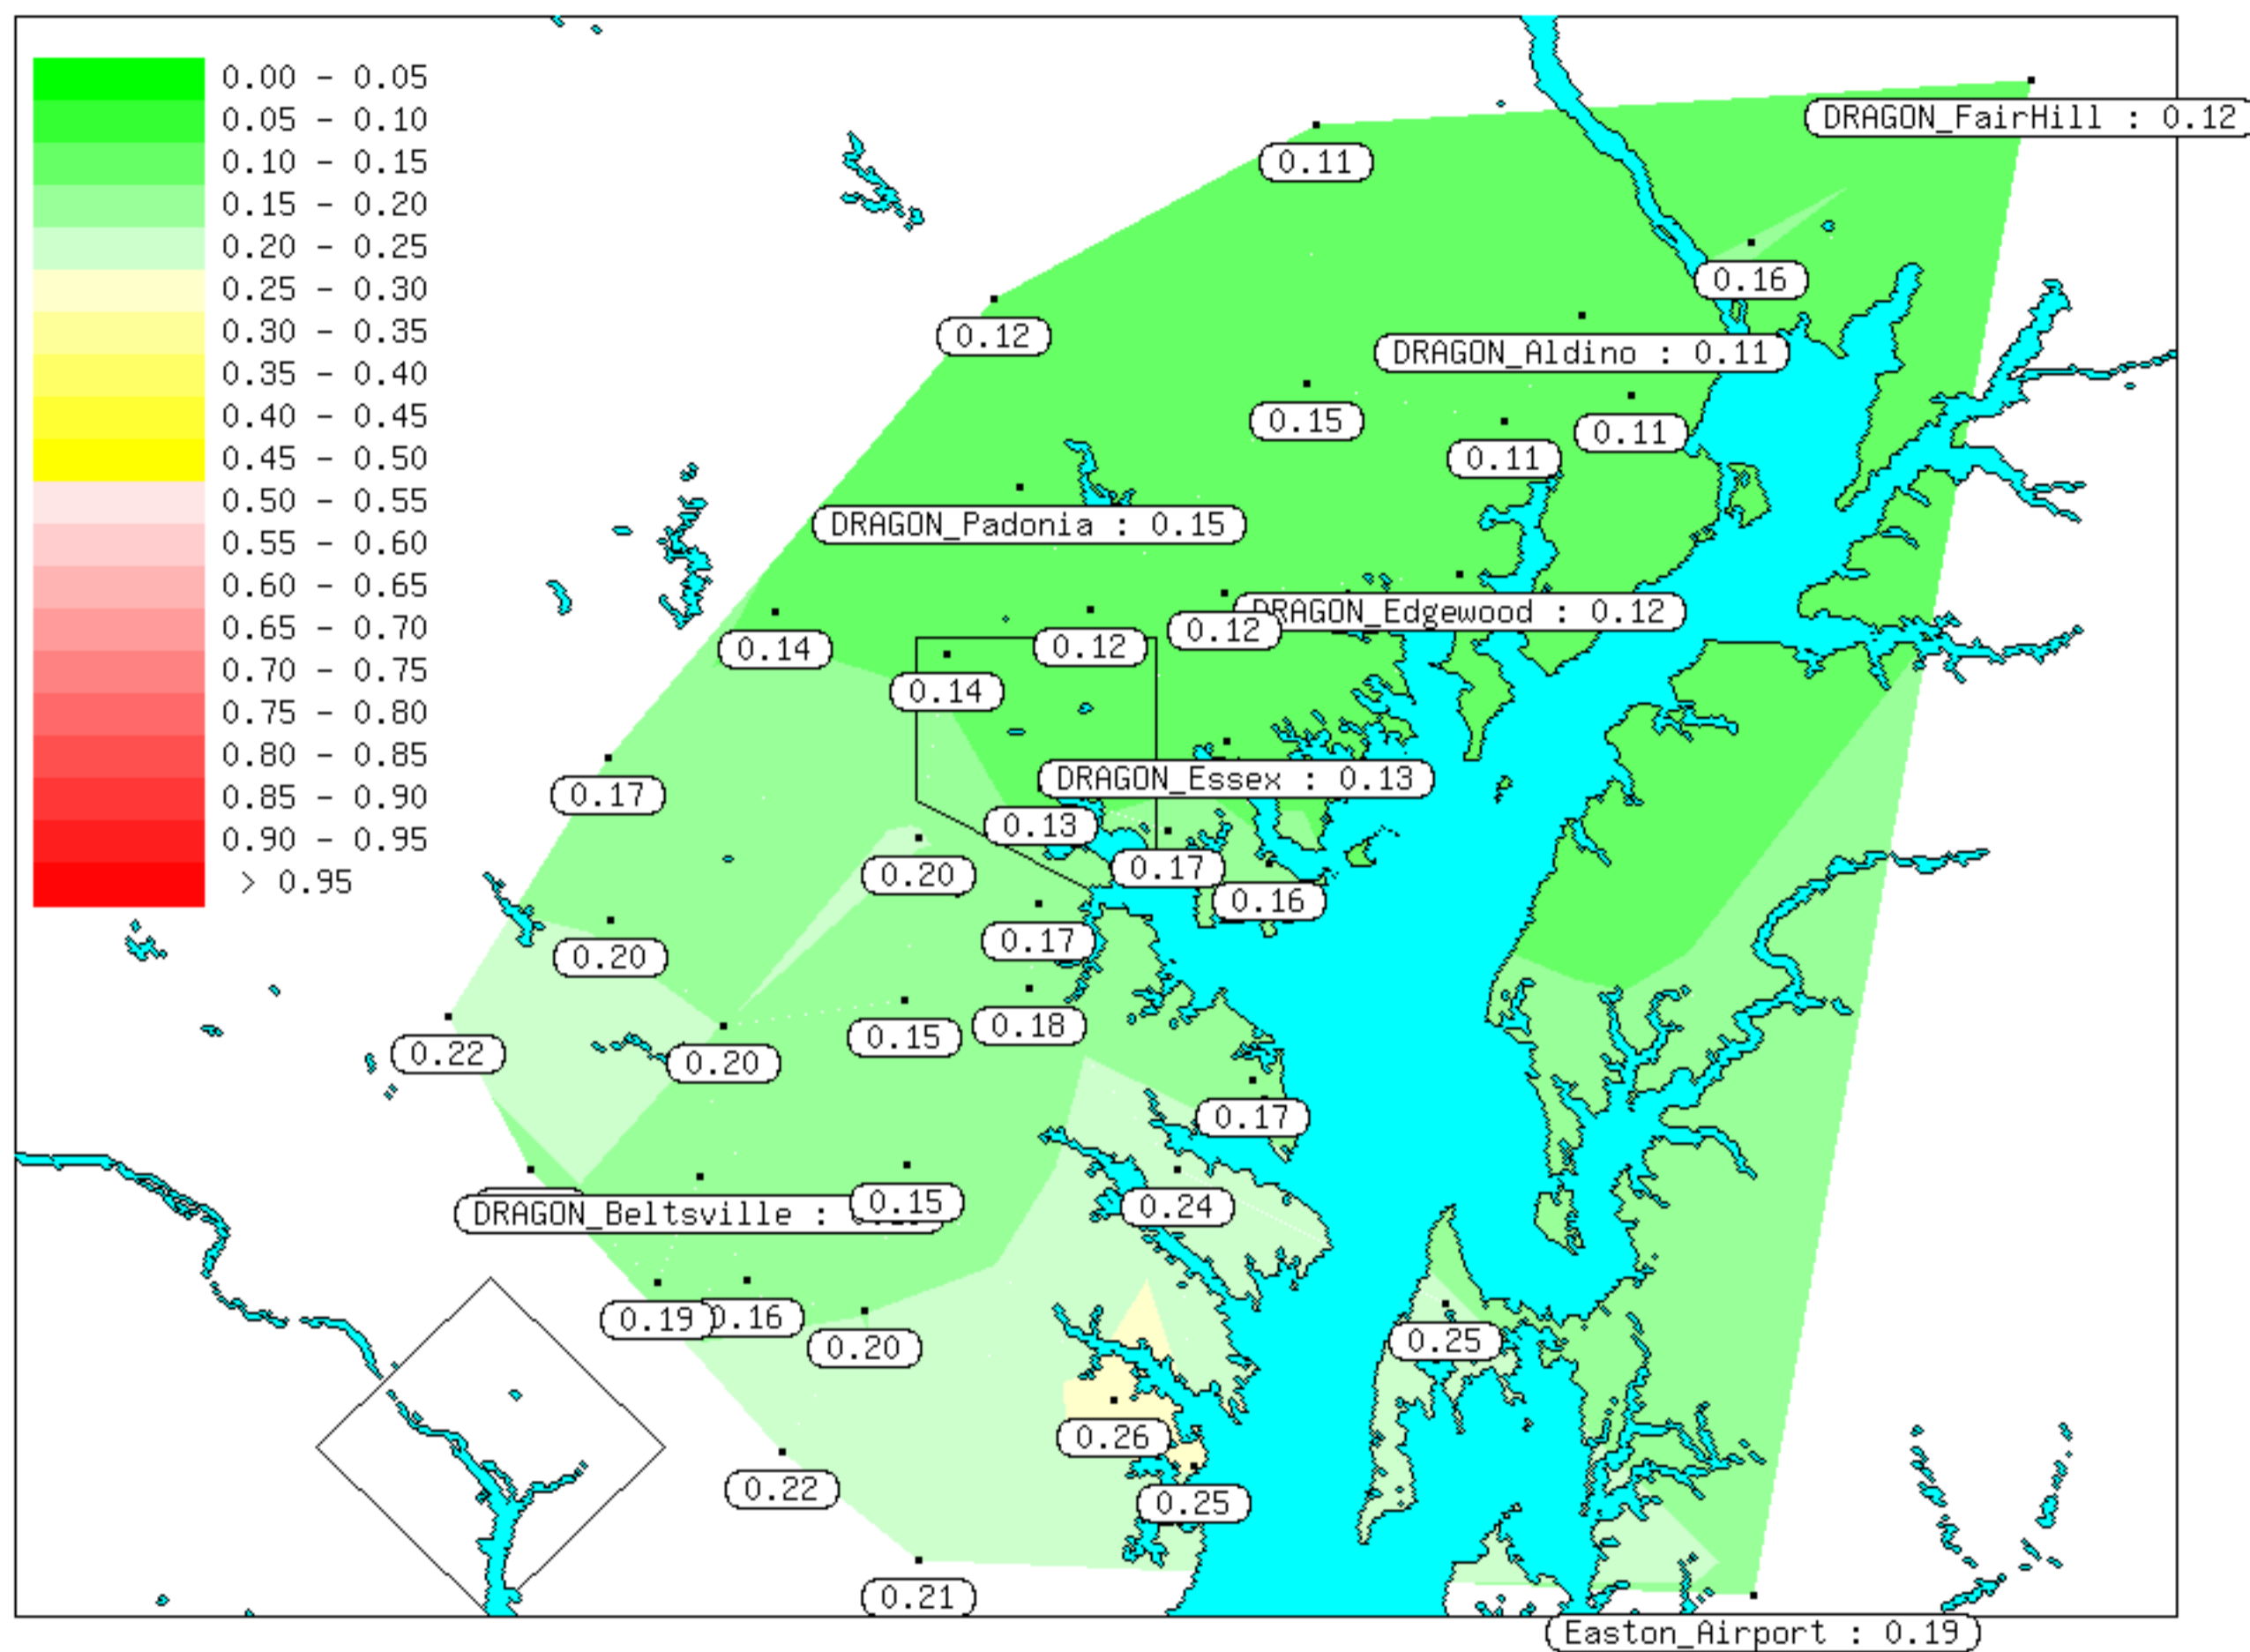 0.00 - 0.05
0.05 - 0.10
0.10 - 0.15
0.15 - 0.20
0.20 - 0.25
0.25 - 0.30
0.30 - 0.35
0.35 - 0.40
0.40 - 0.45
0.45 - 0.50
0.50 - 0.55
0.55 - 0.60
0.60 - 0.65
0.65 - 0.70
0.70 - 0.75
0.75 - 0.80
0.80 - 0.85
0.85 - 0.90
0.90 - 0.95
> 0.95
DRAGON_FairHill : 0.12
0.11
0.16
0.12
DRAGON_Aldino : 0.11
0.15
0.11
0.11
DRAGON_Padonia : 0.15
DRAGON_Edgewood : 0.12
0.12
0.12
0.14
0.14
DRAGON_Essex : 0.13
0.17
0.13
0.17
0.20
0.16
0.17
0.20
0.18
0.15
0.22
0.20
0.17
0.15
0.24
DRAGON_Beltsville :
0.19
0.16
0.20
0.25
0.26
0.22
0.25
0.21
Easton_Airport : 0.19